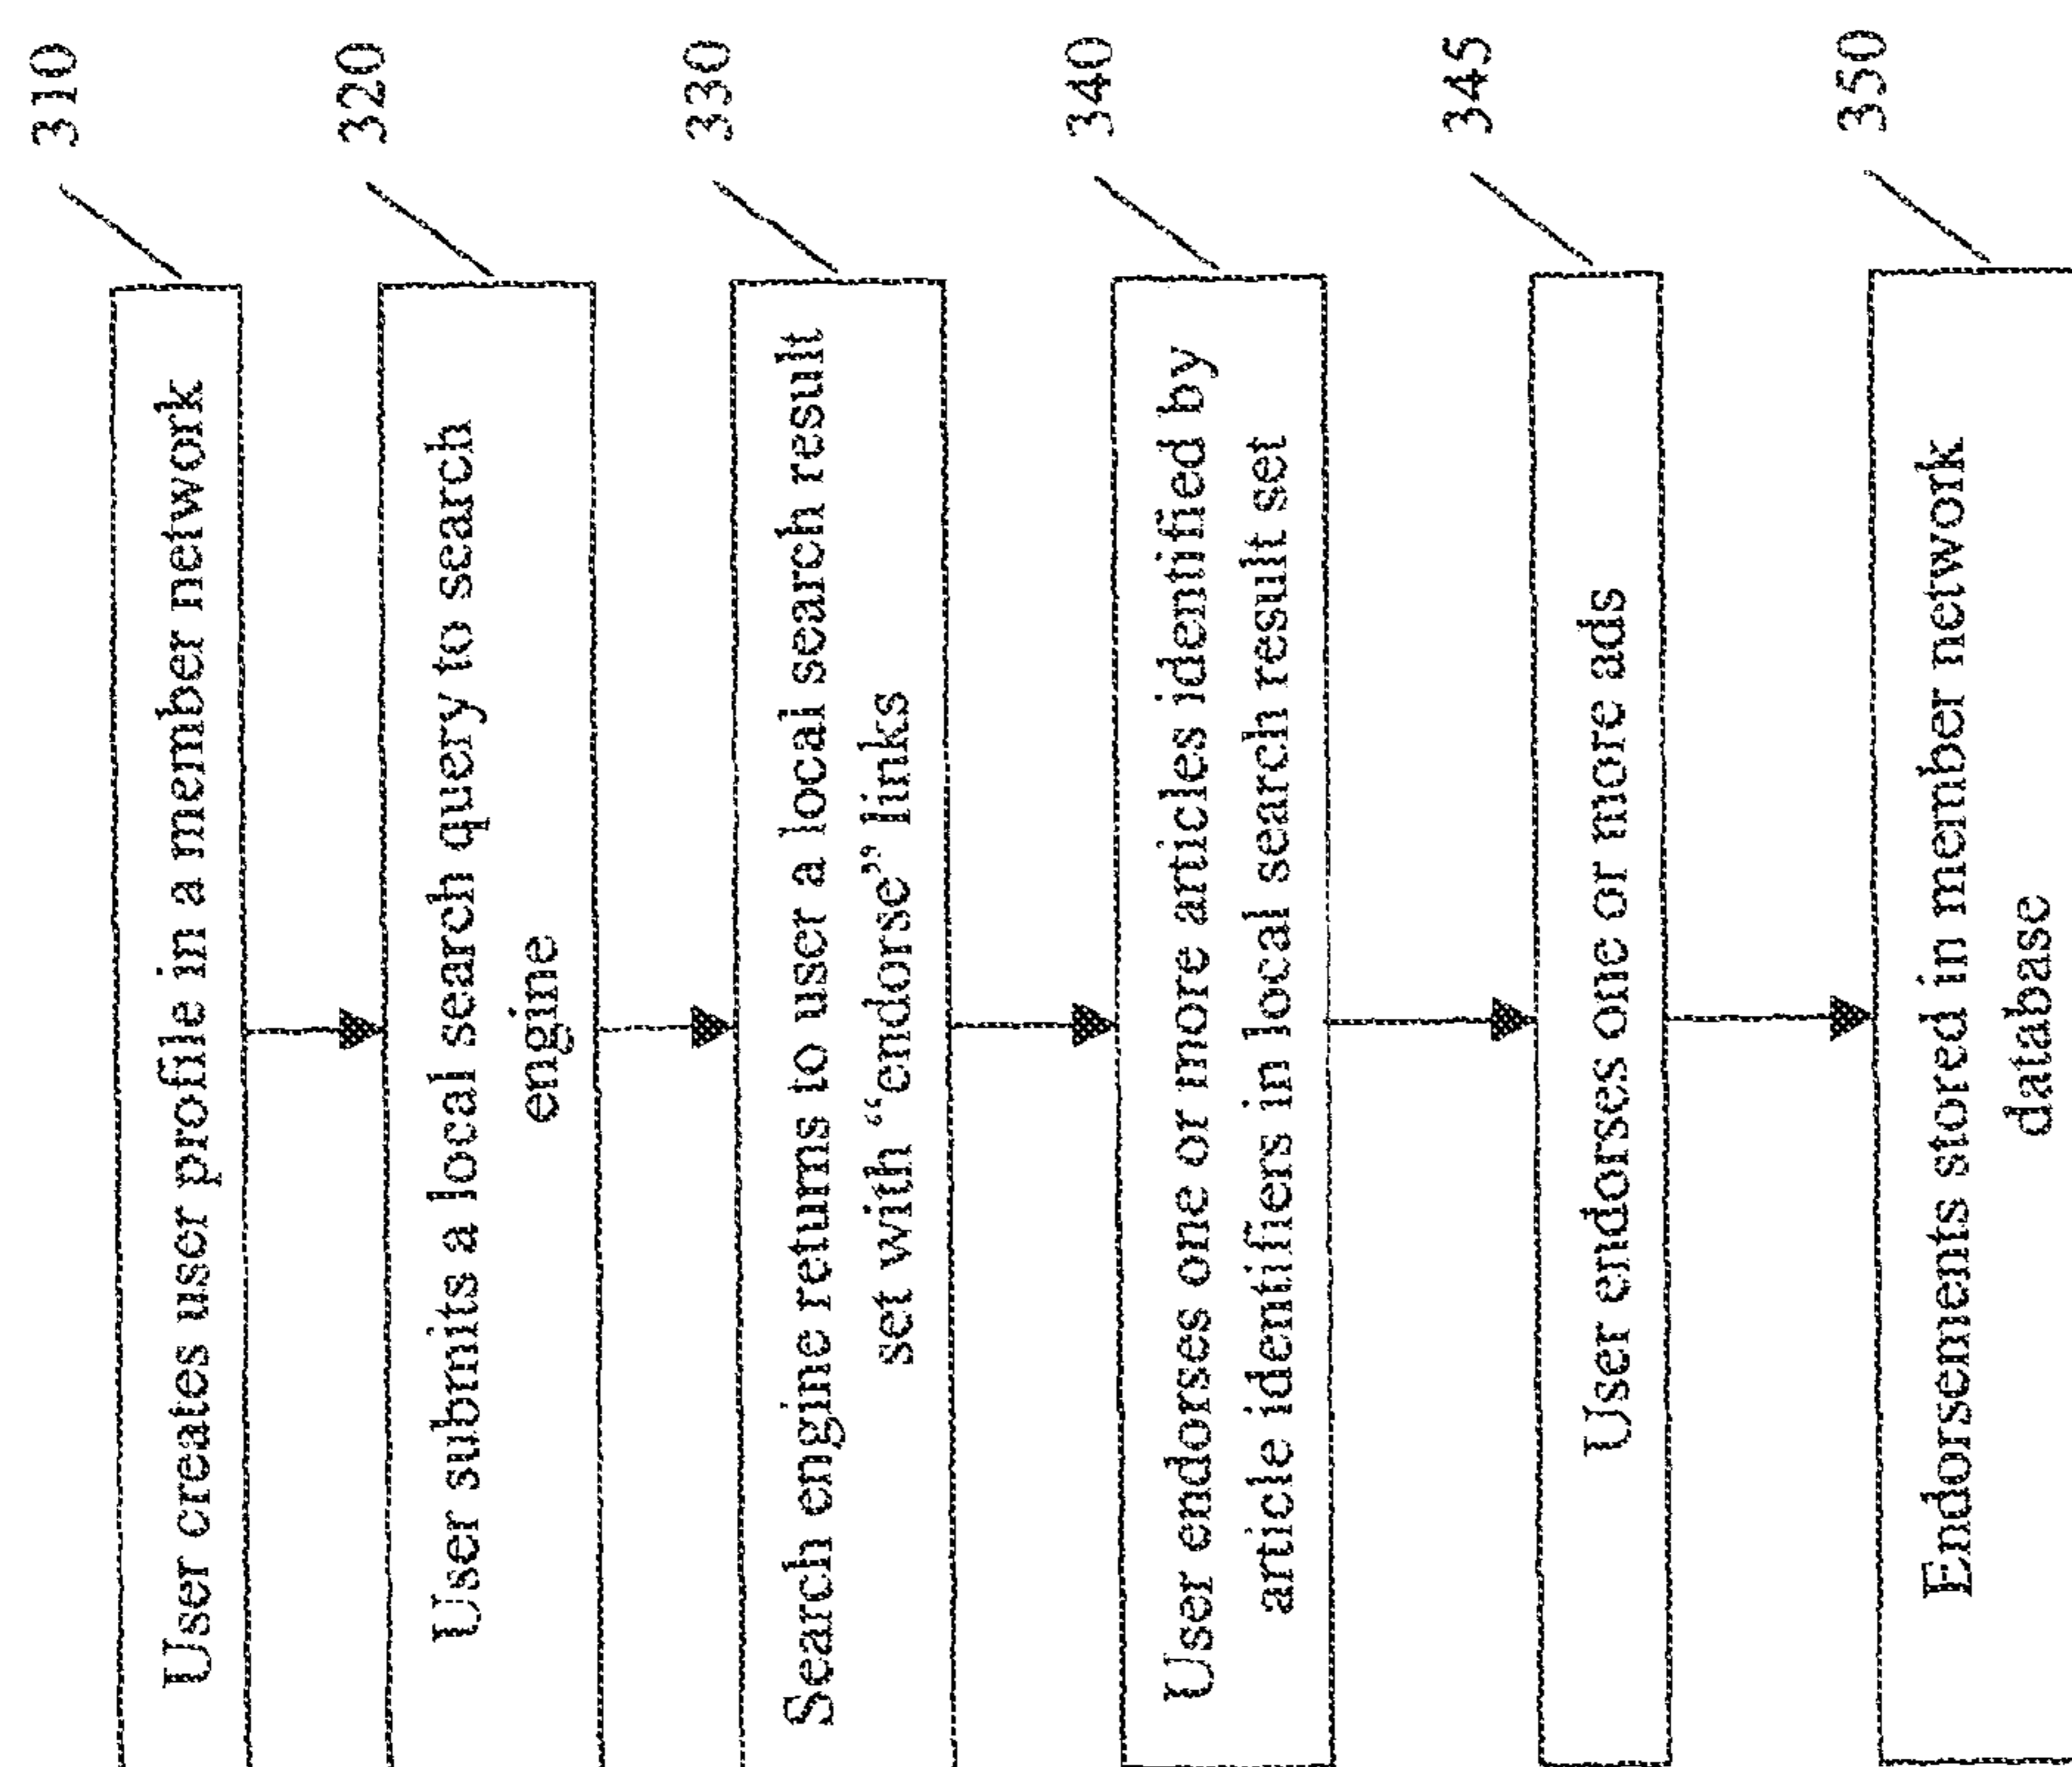 310
User creates user profile in a member network
320
User submits a local search query to search
engine
330
Search engine returns to user a local search result
set with “endorse” links
340
User endorses one or more articles identified by
article identifiers in local search result set
345
User endorses one or more ads
350
Endorsements stored in member network
database